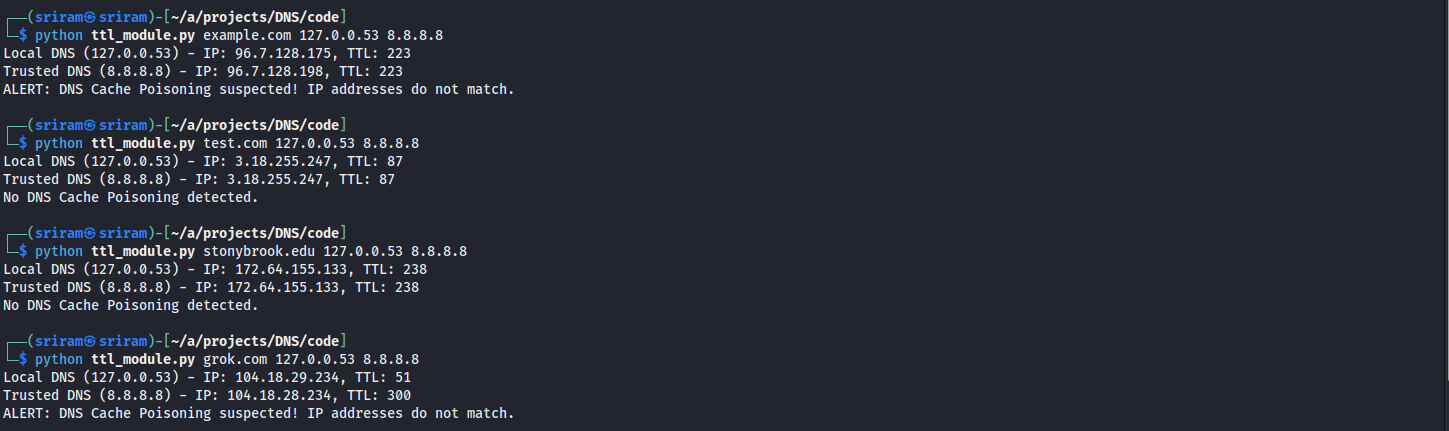 ┌──(sriram㉿sriram)-[~/a/projects/DNS/code]
└─$ python ttl_module.py example.com 127.0.0.53 8.8.8.8
Local DNS (127.0.0.53) - IP: 96.7.128.175, TTL: 223
Trusted DNS (8.8.8.8) - IP: 96.7.128.198, TTL: 223
ALERT: DNS Cache Poisoning suspected! IP addresses do not match.
┌──(sriram㉿sriram)-[~/a/projects/DNS/code]
└─$ python ttl_module.py test.com 127.0.0.53 8.8.8.8
Local DNS (127.0.0.53) - IP: 3.18.255.247, TTL: 87
Trusted DNS (8.8.8.8) - IP: 3.18.255.247, TTL: 87
No DNS Cache Poisoning detected.
┌──(sriram㉿sriram)-[~/a/projects/DNS/code]
└─$ python ttl_module.py stonybrook.edu 127.0.0.53 8.8.8.8
Local DNS (127.0.0.53) - IP: 172.64.155.133, TTL: 238
Trusted DNS (8.8.8.8) - IP: 172.64.155.133, TTL: 238
No DNS Cache Poisoning detected.
┌──(sriram㉿sriram)-[~/a/projects/DNS/code]
└─$ python ttl_module.py grok.com 127.0.0.53 8.8.8.8
Local DNS (127.0.0.53) - IP: 104.18.29.234, TTL: 51
Trusted DNS (8.8.8.8) - IP: 104.18.28.234, TTL: 300
ALERT: DNS Cache Poisoning suspected! IP addresses do not match.